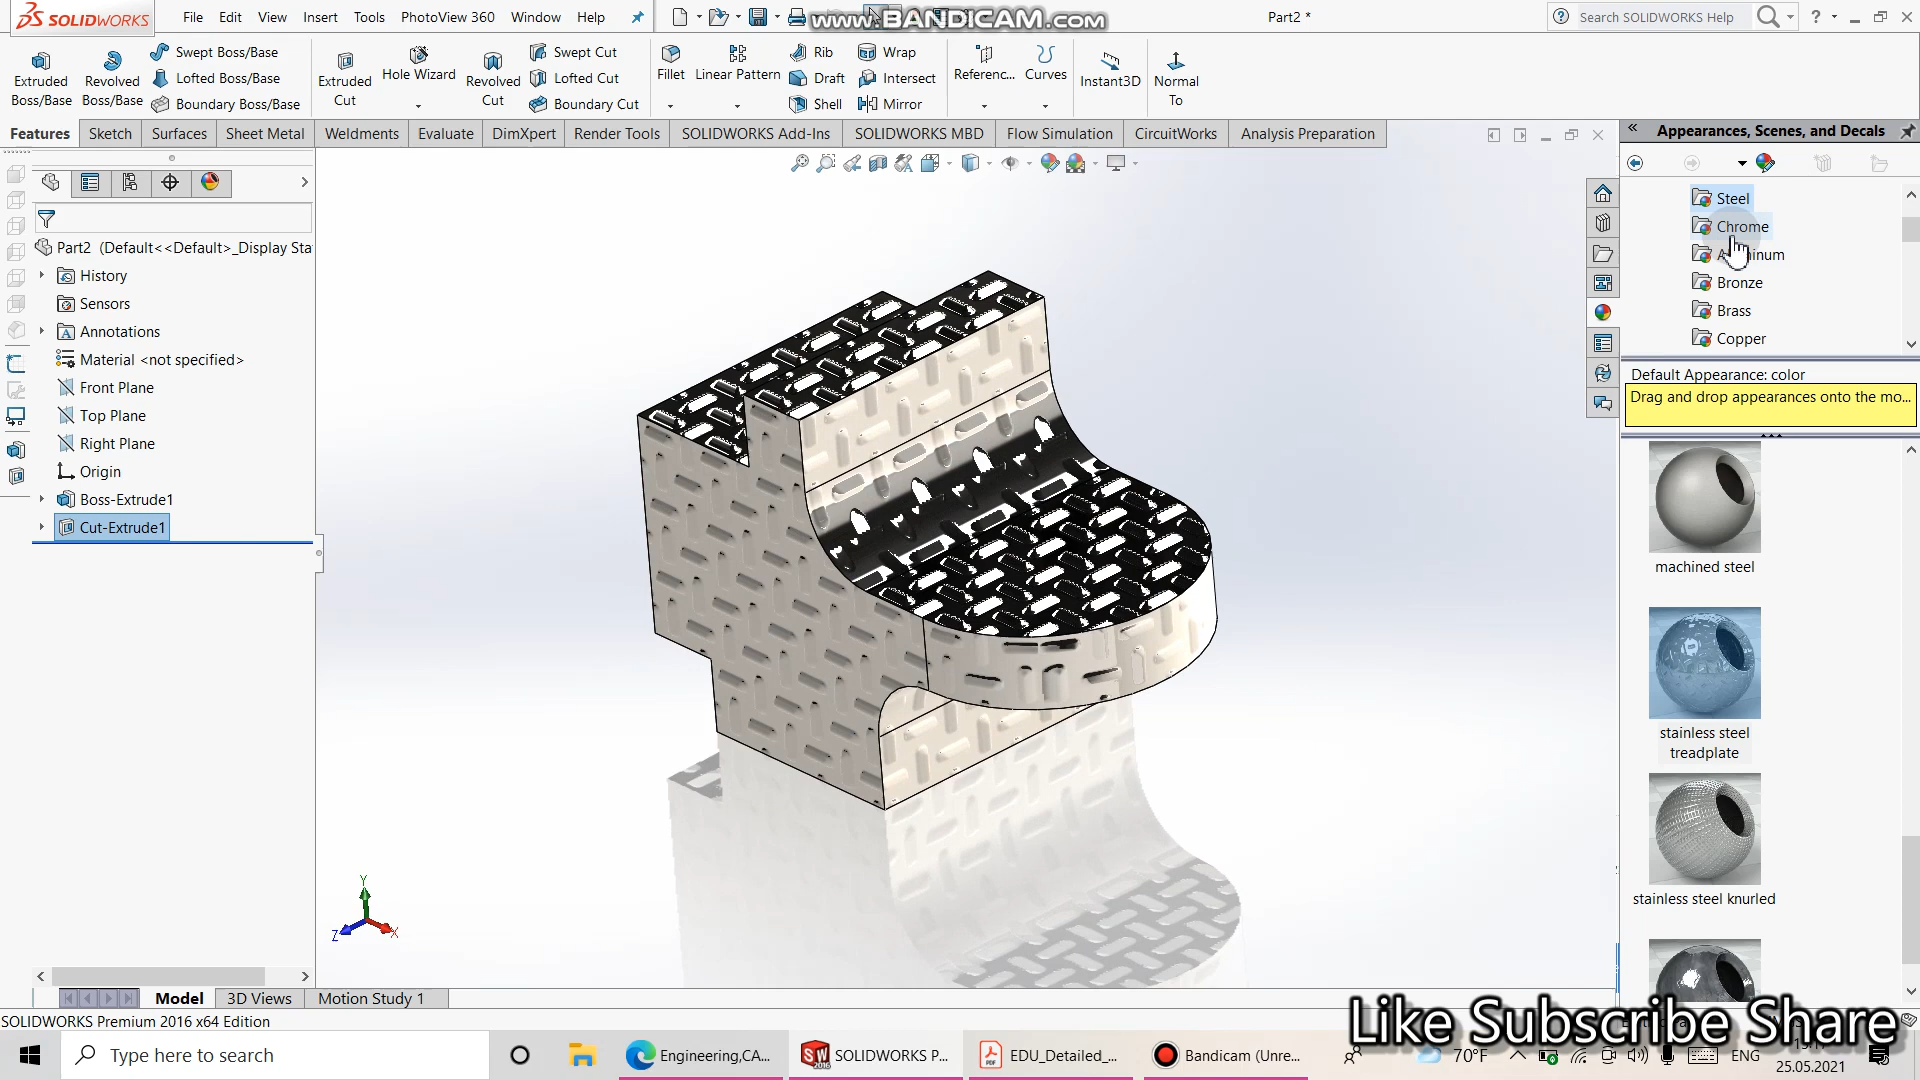 SOLIDWORKS
File Edit View Insert Tools PhotoView 360 Window Help
www.BANDICAM.com
Part2 *
Search SOLIDWORKS Help
Extruded Boss/Base
Revolved Boss/Base
Swept Boss/Base
Lofted Boss/Base
Boundary Boss/Base
Extruded Cut
Hole Wizard
Revolved Cut
Swept Cut
Lofted Cut
Boundary Cut
Fillet
Linear Pattern
Rib
Draft
Shell
Wrap
Intersect
Mirror
Referenc...
Curves
Instant3D
Normal To
Features Sketch Surfaces Sheet Metal Weldments Evaluate DimXpert Render Tools SOLIDWORKS Add-Ins SOLIDWORKS MBD Flow Simulation CircuitWorks Analysis Preparation
Appearances, Scenes, and Decals
Part2 (Default<<Default>_Display Sta
History
Sensors
Annotations
Material <not specified>
Front Plane
Top Plane
Right Plane
Origin
Boss-Extrude1
Cut-Extrude1
Steel
Chrome
Bronze
Brass
Copper
Default Appearance: color
Drag and drop appearances onto the mo...
machined steel
stainless steel
treadplate
stainless steel knurled
Y
Z
X
Model 3D Views Motion Study 1
SOLIDWORKS Premium 2016 x64 Edition
Like Subscribe Share
Type here to search
Engineering,CA...
SOLIDWORKS P...
EDU_Detailed_...
Bandicam (Unre...
70°F
ENG
25.05.2021